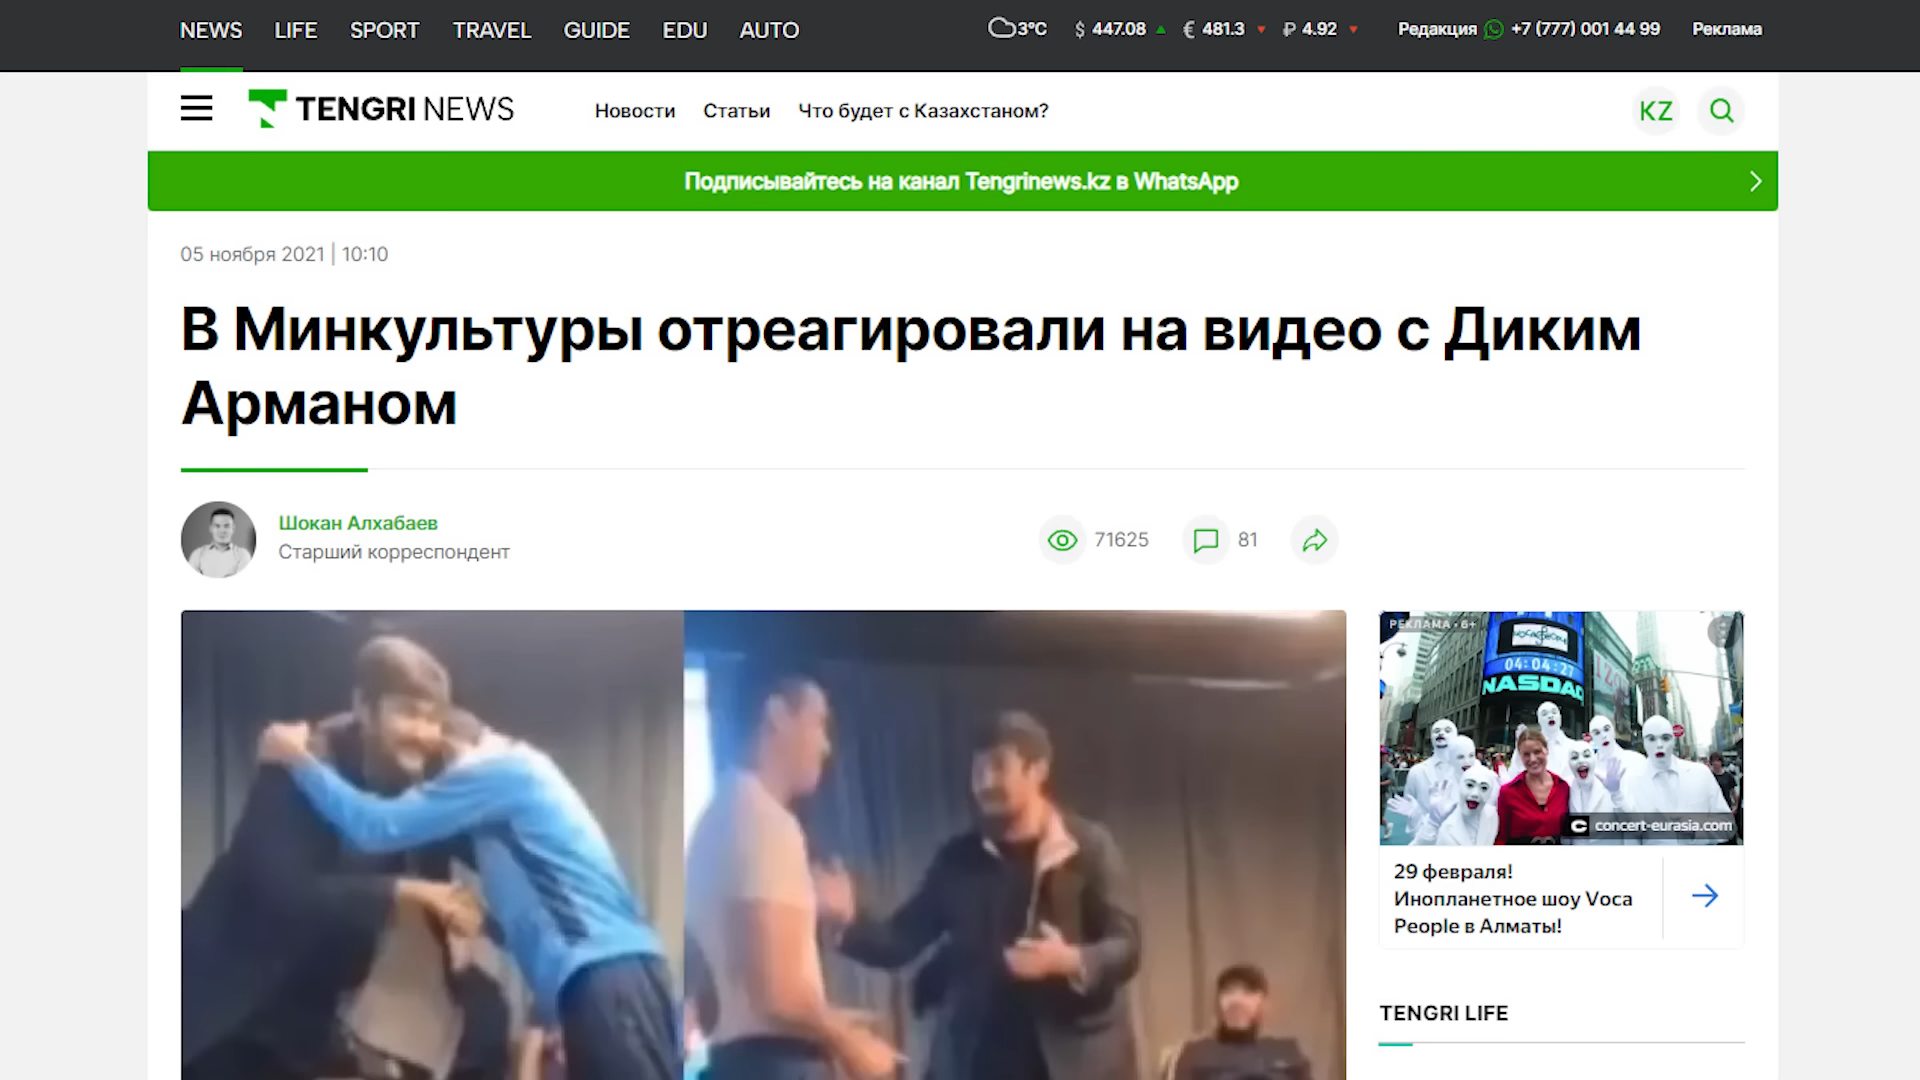 NEWS LIFE SPORT TRAVEL GUIDE EDU AUTO 3°C $ 447.08 € 481.3 ₽ 4.92 Редакция +7 (777) 001 44 99 Реклама
TENGRI NEWS Новости Статьи Что будет с Казахстаном? KZ
Подписывайтесь на канал Tengrinews.kz в WhatsApp
05 ноября 2021 | 10:10
В Минкультуры отреагировали на видео с Диким
Арманом
Шокан Алхабаев
Старший корреспондент
71625 81
РЕКЛАМА • 6+
04:04:27
NASDAQ
concert-eurasia.com
29 февраля!
Инопланетное шоу Voca
People в Алматы!
TENGRI LIFE